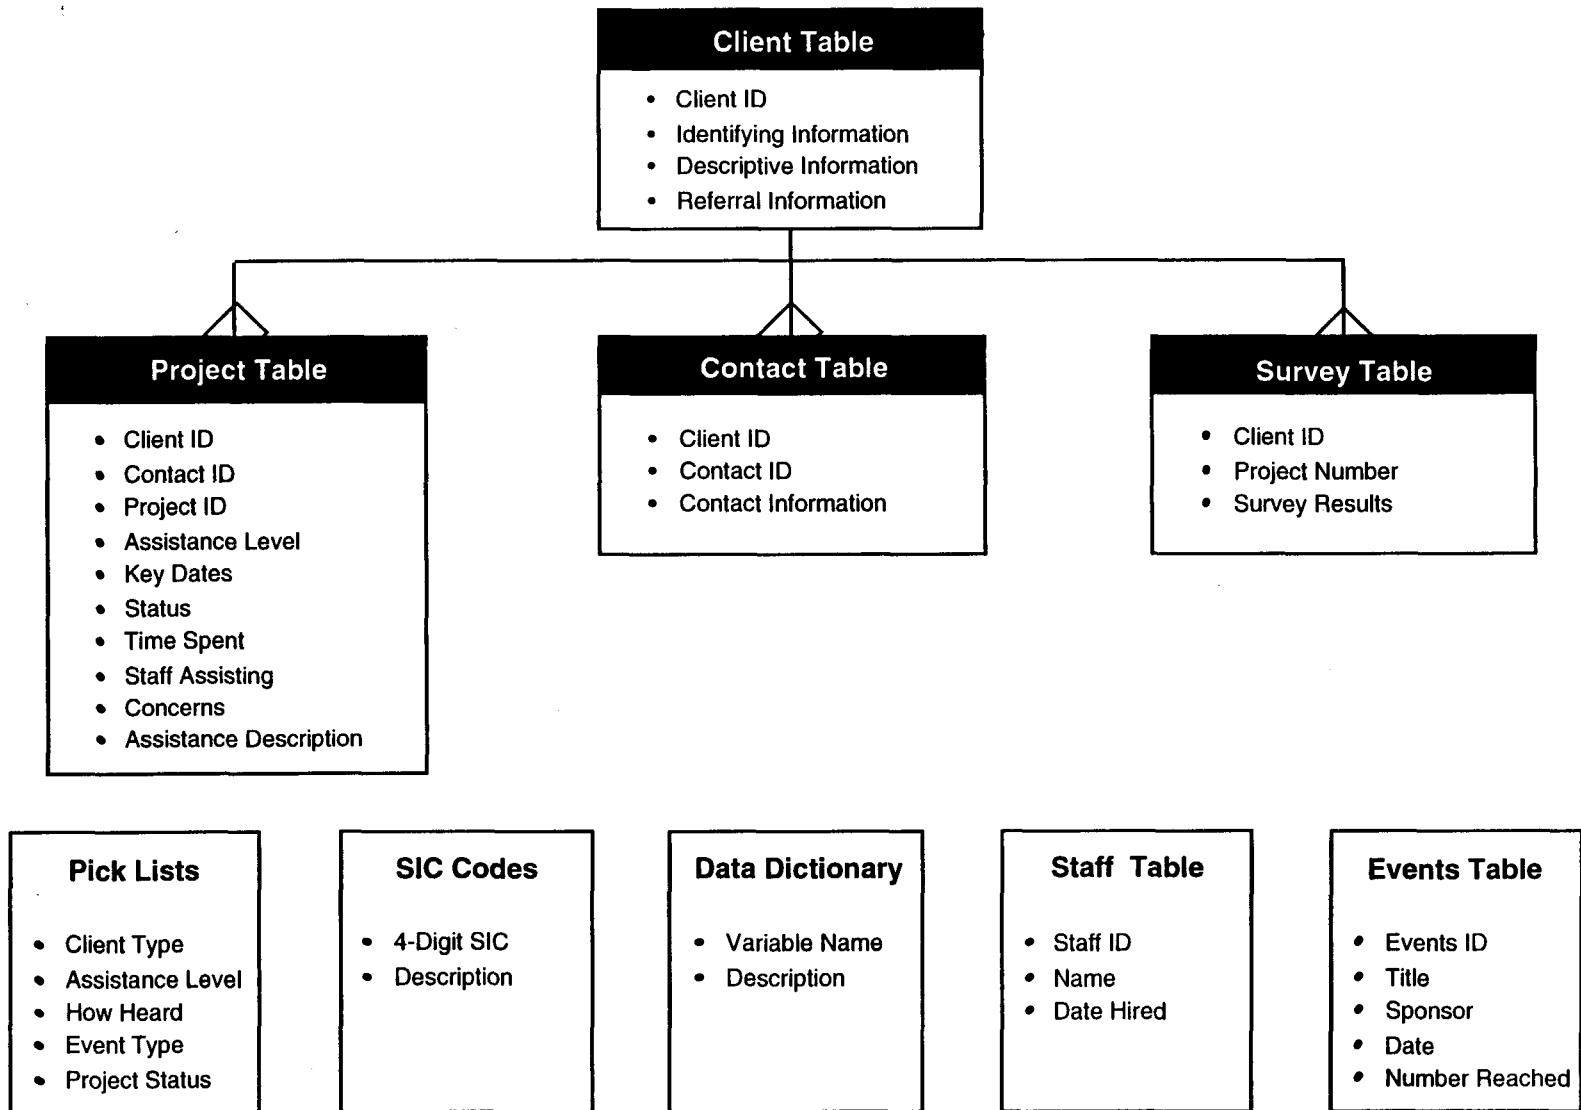 Client Table
• Client ID
• Identifying Information
• Descriptive Information
• Referral Information
Project Table
• Client ID
• Contact ID
• Project ID
• Assistance Level
• Key Dates
• Status
• Time Spent
• Staff Assisting
• Concerns
• Assistance Description
Contact Table
• Client ID
• Contact ID
• Contact Information
Survey Table
• Client ID
• Project Number
• Survey Results
Pick Lists
• Client Type
• Assistance Level
• How Heard
• Event Type
• Project Status
SIC Codes
• 4-Digit SIC
• Description
Data Dictionary
• Variable Name
• Description
Staff Table
• Staff ID
• Name
• Date Hired
Events Table
• Events ID
• Title
• Sponsor
• Date
• Number Reached